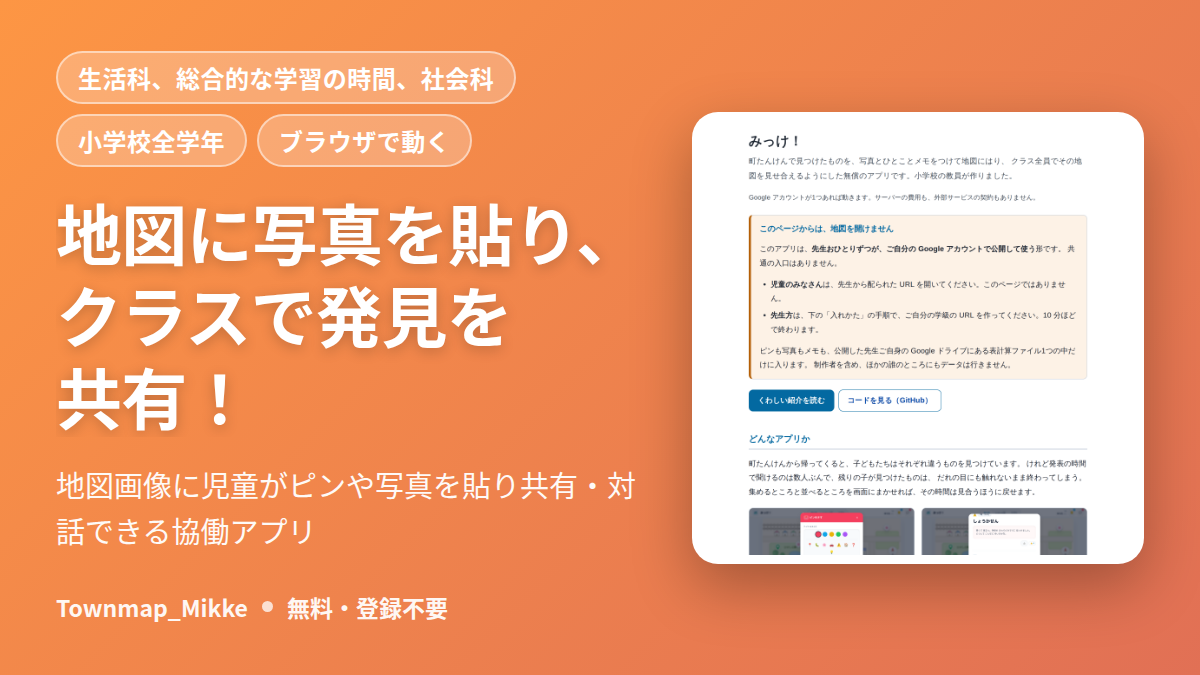 生活科、総合的な学習の時間、社会科
小学校全学年
ブラウザで動く
地図に写真を貼り、
クラスで発見を
共有！
地図画像に児童がピンや写真を貼り共有・対
話できる協働アプリ
Townmap_Mikke
無料・登録不要
みっけ！
町たんけんで見つけたものを、写真とひとことメモをつけて地図にはり、 クラス全員でその地
図を見せ合えるようにした無償のアプリです。小学校の教員が作りました。
Google アカウントが1つあれば動きます。サーバーの費用も、外部サービスの契約もありません。
このページからは、地図を開けません
このアプリは、先生おひとりずつが、ご自分の Google アカウントで公開して使う形です。 共
通の入口はありません。
• 児童のみなさんは、先生から配られた URL を開いてください。このページではありませ
ん。
• 先生方は、下の「入れかた」の手順で、ご自分の学級の URL を作ってください。10 分ほど
で終わります。
ピンも写真もメモも、公開した先生ご自身の Google ドライブにある表計算ファイル1つの中だ
けに入ります。 制作者を含め、ほかの誰のところにもデータは行きません。
くわしい紹介を読む
コードを見る（GitHub）
どんなアプリか
町たんけんから帰ってくると、子どもたちはそれぞれ違うものを見つけています。 けれど発表の時間
で聞けるのは数人ぶんで、残りの子が見つけたものは、 だれの目にも触れないまま終わってしまう。
集めるところと並べるところを画面にまかせれば、その時間は見合うほうに戻せます。
しょうかせん